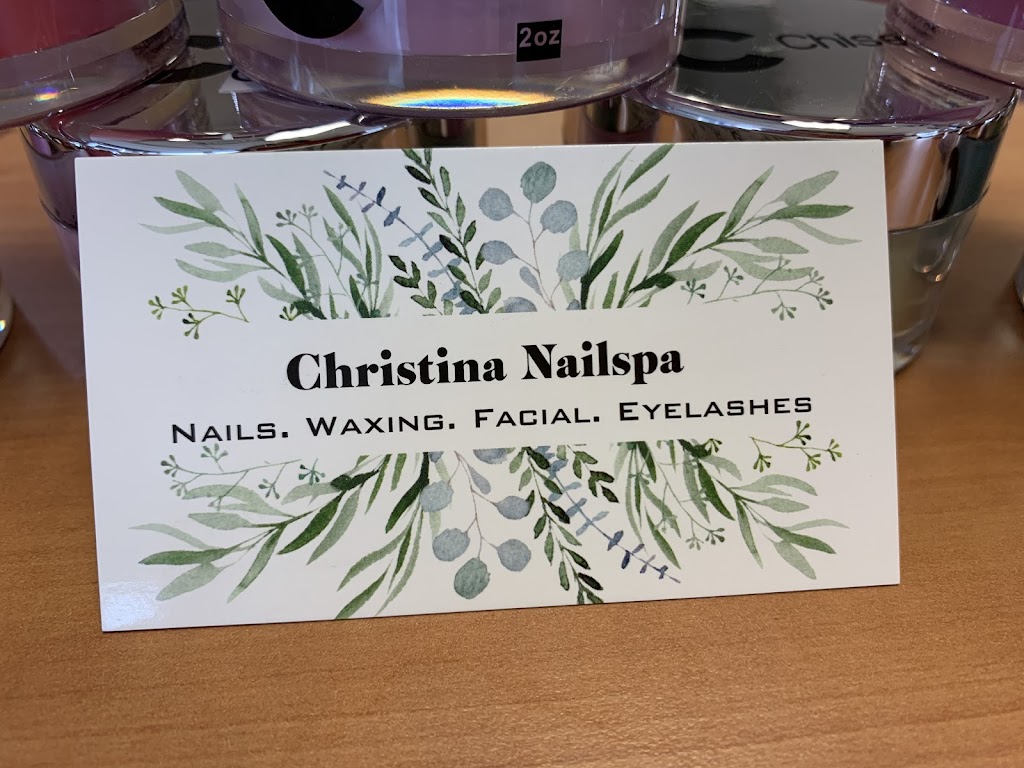 2oz
Christina Nailspa
Nails. Waxing. Facial. Eyelashes